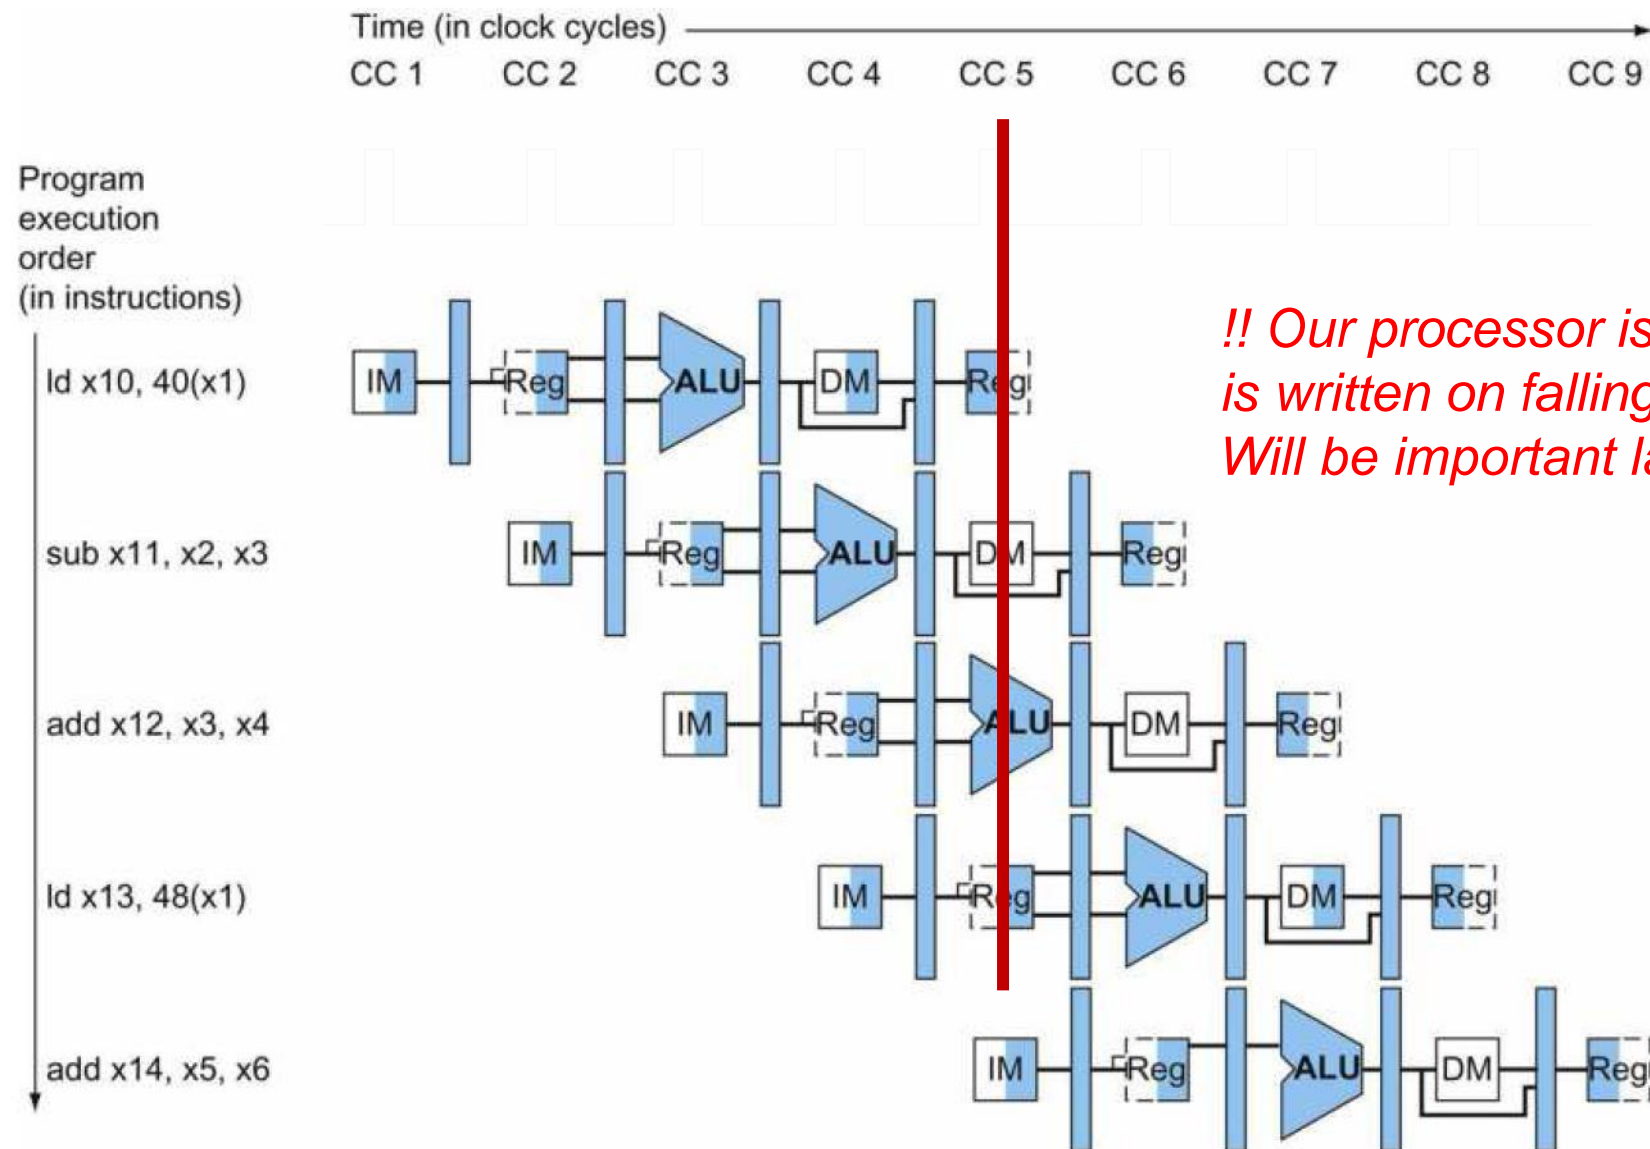 Time (in clock cycles)
CC 1 CC 2 CC 3 CC 4 CC 5 CC 6 CC 7 CC 8 CC 9
Program
execution
order
(in instructions)
!! Our processor is
is written on falling
Will be important
ld x10, 40(x1) IM Reg ALU DM Reg
sub x11, x2, x3 IM Reg ALU DM Reg
add x12, x3, x4 IM Reg ALU DM Reg
ld x13, 48(x1) IM Reg ALU DM Reg
add x14, x5, x6 IM Reg ALU DM Reg